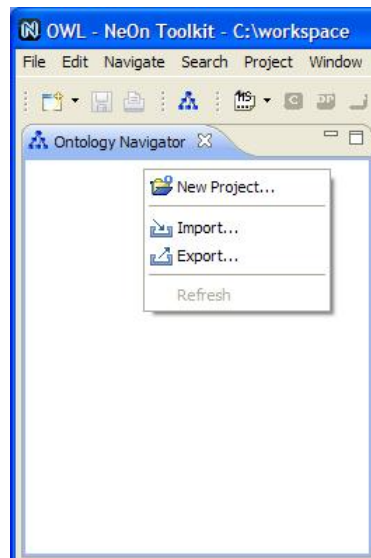 OWL - NeOn Toolkit - C:\workspace
File Edit Navigate Search Project Window
Ontology Navigator
New Project...
Import...
Export...
Refresh